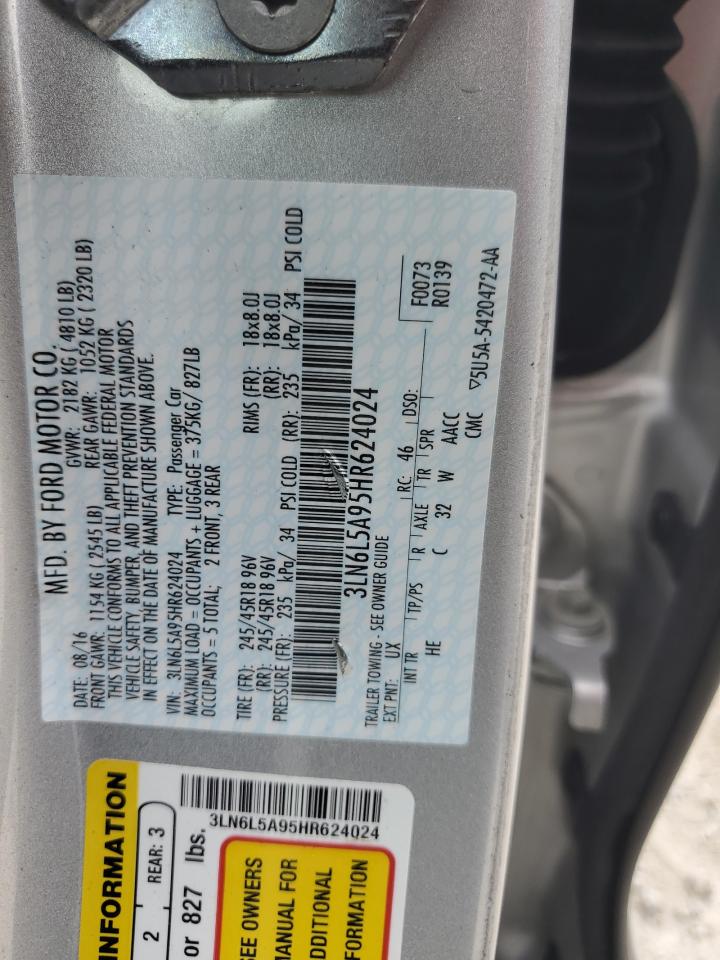 MFD. BY FORD MOTOR CO.
DATE: 08/16 GVWR: 2182 KG ( 4810 LB)
FRONT GAWR: 1154 KG ( 2545 LB) REAR GAWR: 1052 KG ( 2320 LB)
THIS VEHICLE CONFORMS TO ALL APPLICABLE FEDERAL MOTOR
VEHICLE SAFETY, BUMPER, AND THEFT PREVENTION STANDARDS
IN EFFECT ON THE DATE OF MANUFACTURE SHOWN ABOVE.
VIN: 3LN6L5A95HR624024 TYPE: Passenger Car
MAXIMUM LOAD = OCCUPANTS + LUGGAGE = 375KG/ 827LB
OCCUPANTS = 5 TOTAL: 2 FRONT, 3 REAR
TIRE (FR): 245/45R18 96V RIMS (FR): 18x8.0J
(RR): 245/45R18 96V (RR): 18x8.0J
PRESSURE (FR): 235 kPa/ 34 PSI COLD (RR): 235 kPa/ 34 PSI COLD
3LN6L5A95HR624024
TRAILER TOWING - SEE OWNER GUIDE
EXT PNT: UX RC: 46 DSO: F0073
R0139
INT TR TP/PS R AXLE TR SPR
HE C 32 W AACC
CMC
▽5U5A-5420472-AA
INFORMATION
2 REAR: 3
or 827 lbs.
3LN6L5A95HR624024
SEE OWNERS
MANUAL FOR
ADDITIONAL
INFORMATION